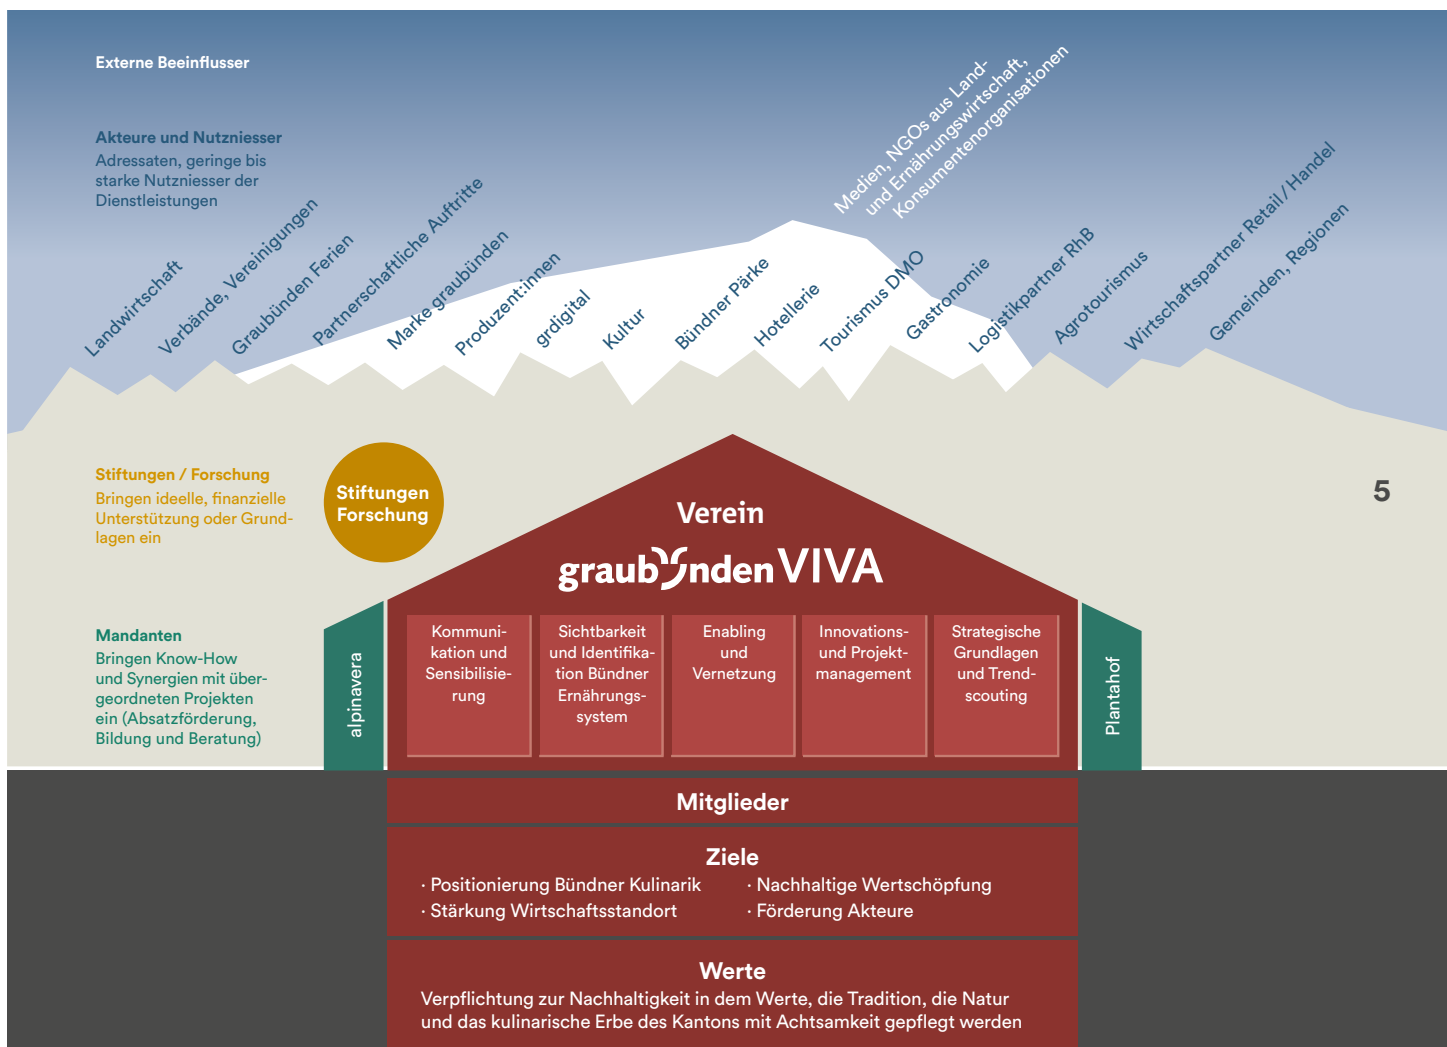 Externe Beeinflusser
Akteure und Nutzniesser
Adressaten, geringe bis
starke Nutzniesser der
Dienstleistungen
Medien, NGOs aus Land-
und Ernährungswirtschaft,
Konsumentenorganisationen
Landwirtschaft
Verbände, Vereinigungen
Graubünden Ferien
Partnerschaftliche Auftritte
Marke graubünden
Produzent:innen
grdigital
Kultur
Bündner Pärke
Hotellerie
Tourismus DMO
Gastronomie
Logistikpartner RhB
Agrotourismus
Wirtschaftspartner Retail / Handel
Gemeinden, Regionen
Stiftungen / Forschung
Bringen ideelle, finanzielle
Unterstützung oder Grund-
lagen ein
Stiftungen
Forschung
5
Verein
graubünden VIVA
Mandanten
Bringen Know-How
und Synergien mit über-
geordneten Projekten
ein (Absatzförderung,
Bildung und Beratung)
alpinavera
Kommuni-
kation und
Sensibilisie-
rung
Sichtbarkeit
und Identifika-
tion Bündner
Ernährungs-
system
Enabling
und
Vernetzung
Innovations-
und Projekt-
management
Strategische
Grundlagen
und Trend-
scouting
Plantahof
Mitglieder
Ziele
· Positionierung Bündner Kulinarik
· Stärkung Wirtschaftsstandort
· Nachhaltige Wertschöpfung
· Förderung Akteure
Werte
Verpflichtung zur Nachhaltigkeit in dem Werte, die Tradition, die Natur
und das kulinarische Erbe des Kantons mit Achtsamkeit gepflegt werden